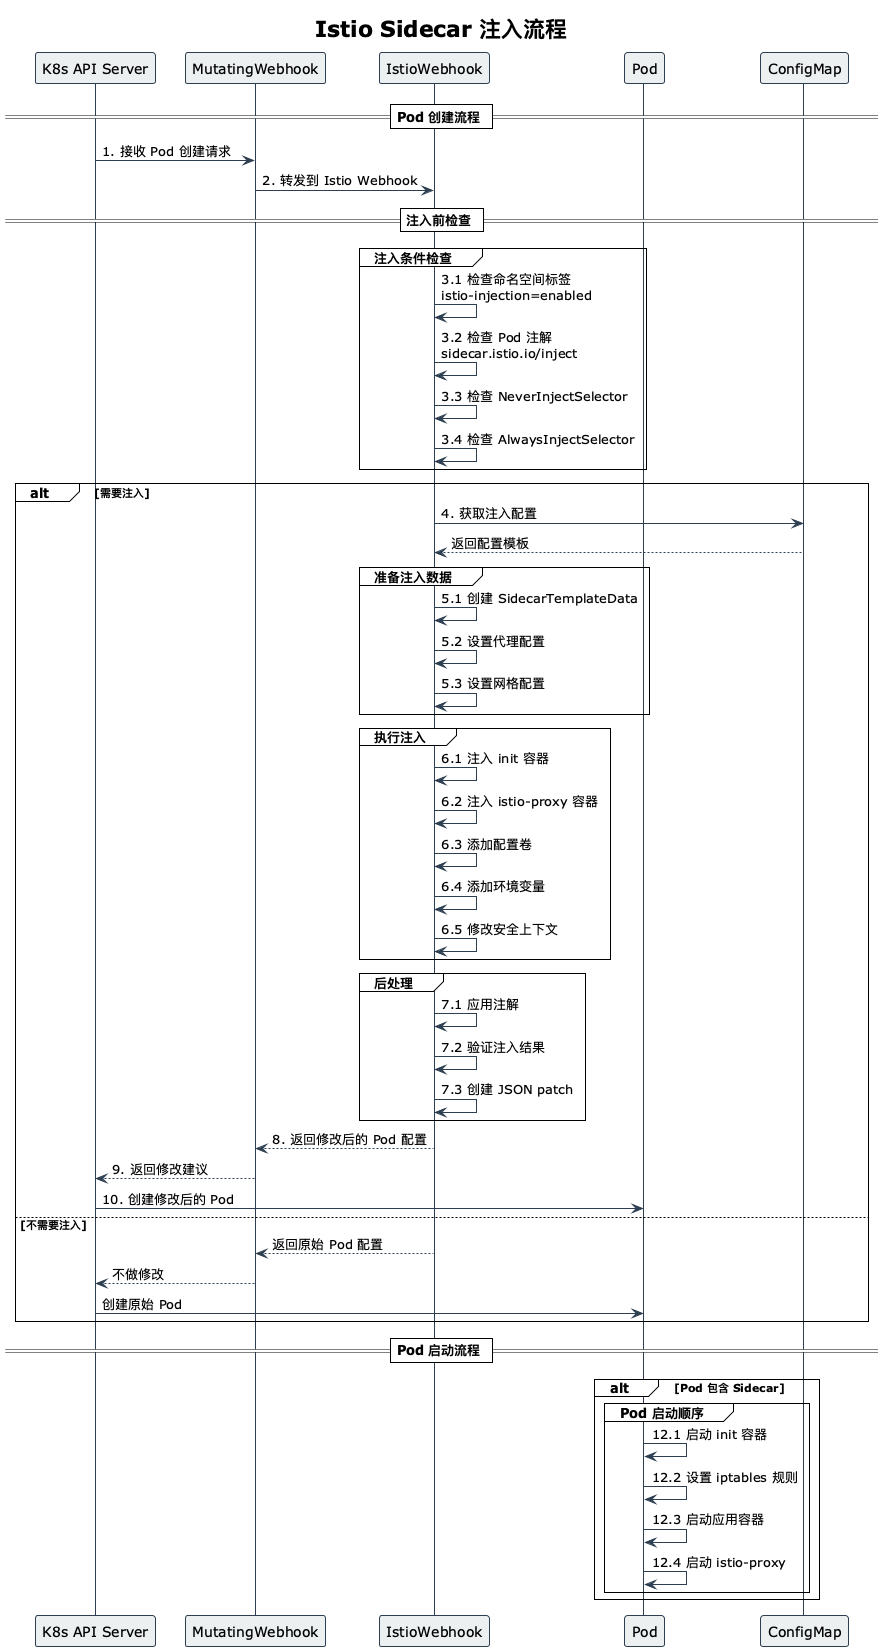 Istio Sidecar 注入流程
K8s API Server
MutatingWebhook
IstioWebhook
Pod
ConfigMap
Pod 创建流程
1. 接收 Pod 创建请求
2. 转发到 Istio Webhook
注入前检查
注入条件检查
3.1 检查命名空间标签
istio-injection=enabled
3.2 检查 Pod 注解
sidecar.istio.io/inject
3.3 检查 NeverInjectSelector
3.4 检查 AlwaysInjectSelector
alt [需要注入]
4. 获取注入配置
返回配置模板
准备注入数据
5.1 创建 SidecarTemplateData
5.2 设置代理配置
5.3 设置网格配置
执行注入
6.1 注入 init 容器
6.2 注入 istio-proxy 容器
6.3 添加配置卷
6.4 添加环境变量
6.5 修改安全上下文
后处理
7.1 应用注解
7.2 验证注入结果
7.3 创建 JSON patch
8. 返回修改后的 Pod 配置
9. 返回修改建议
10. 创建修改后的 Pod
[不需要注入]
返回原始 Pod 配置
不做修改
创建原始 Pod
Pod 启动流程
alt [Pod 包含 Sidecar]
Pod 启动顺序
12.1 启动 init 容器
12.2 设置 iptables 规则
12.3 启动应用容器
12.4 启动 istio-proxy
K8s API Server
MutatingWebhook
IstioWebhook
Pod
ConfigMap